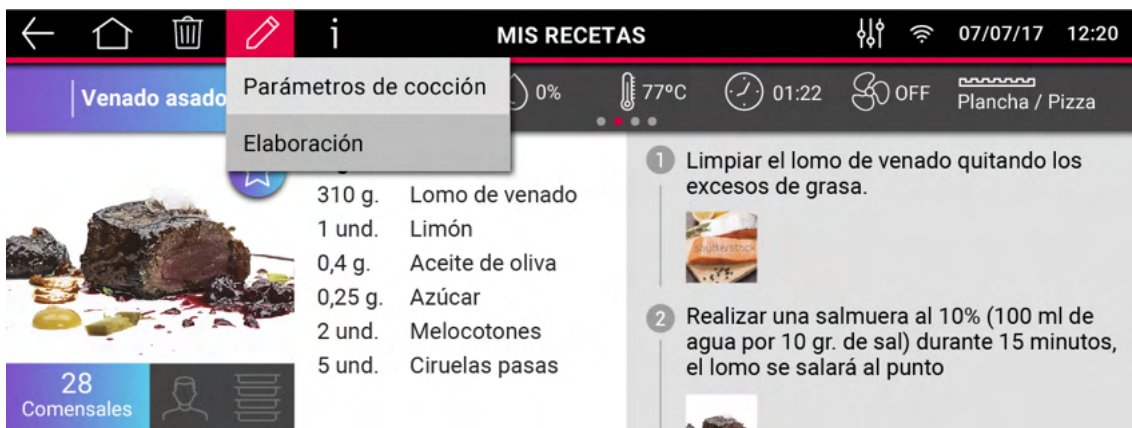 MIS RECETAS
07/07/17 12:20
Parámetros de cocción
Elaboración
Venado asado
0%
77ºC
01:22
OFF
Plancha / Pizza
310 g. Lomo de venado
1 und. Limón
0,4 g. Aceite de oliva
0,25 g. Azúcar
2 und. Melocotones
5 und. Ciruelas pasas
28
Comensales
1 Limpiar el lomo de venado quitando los
excesos de grasa.
shutterstock
2 Realizar una salmuera al 10% (100 ml de
agua por 10 gr. de sal) durante 15 minutos,
el lomo se salará al punto